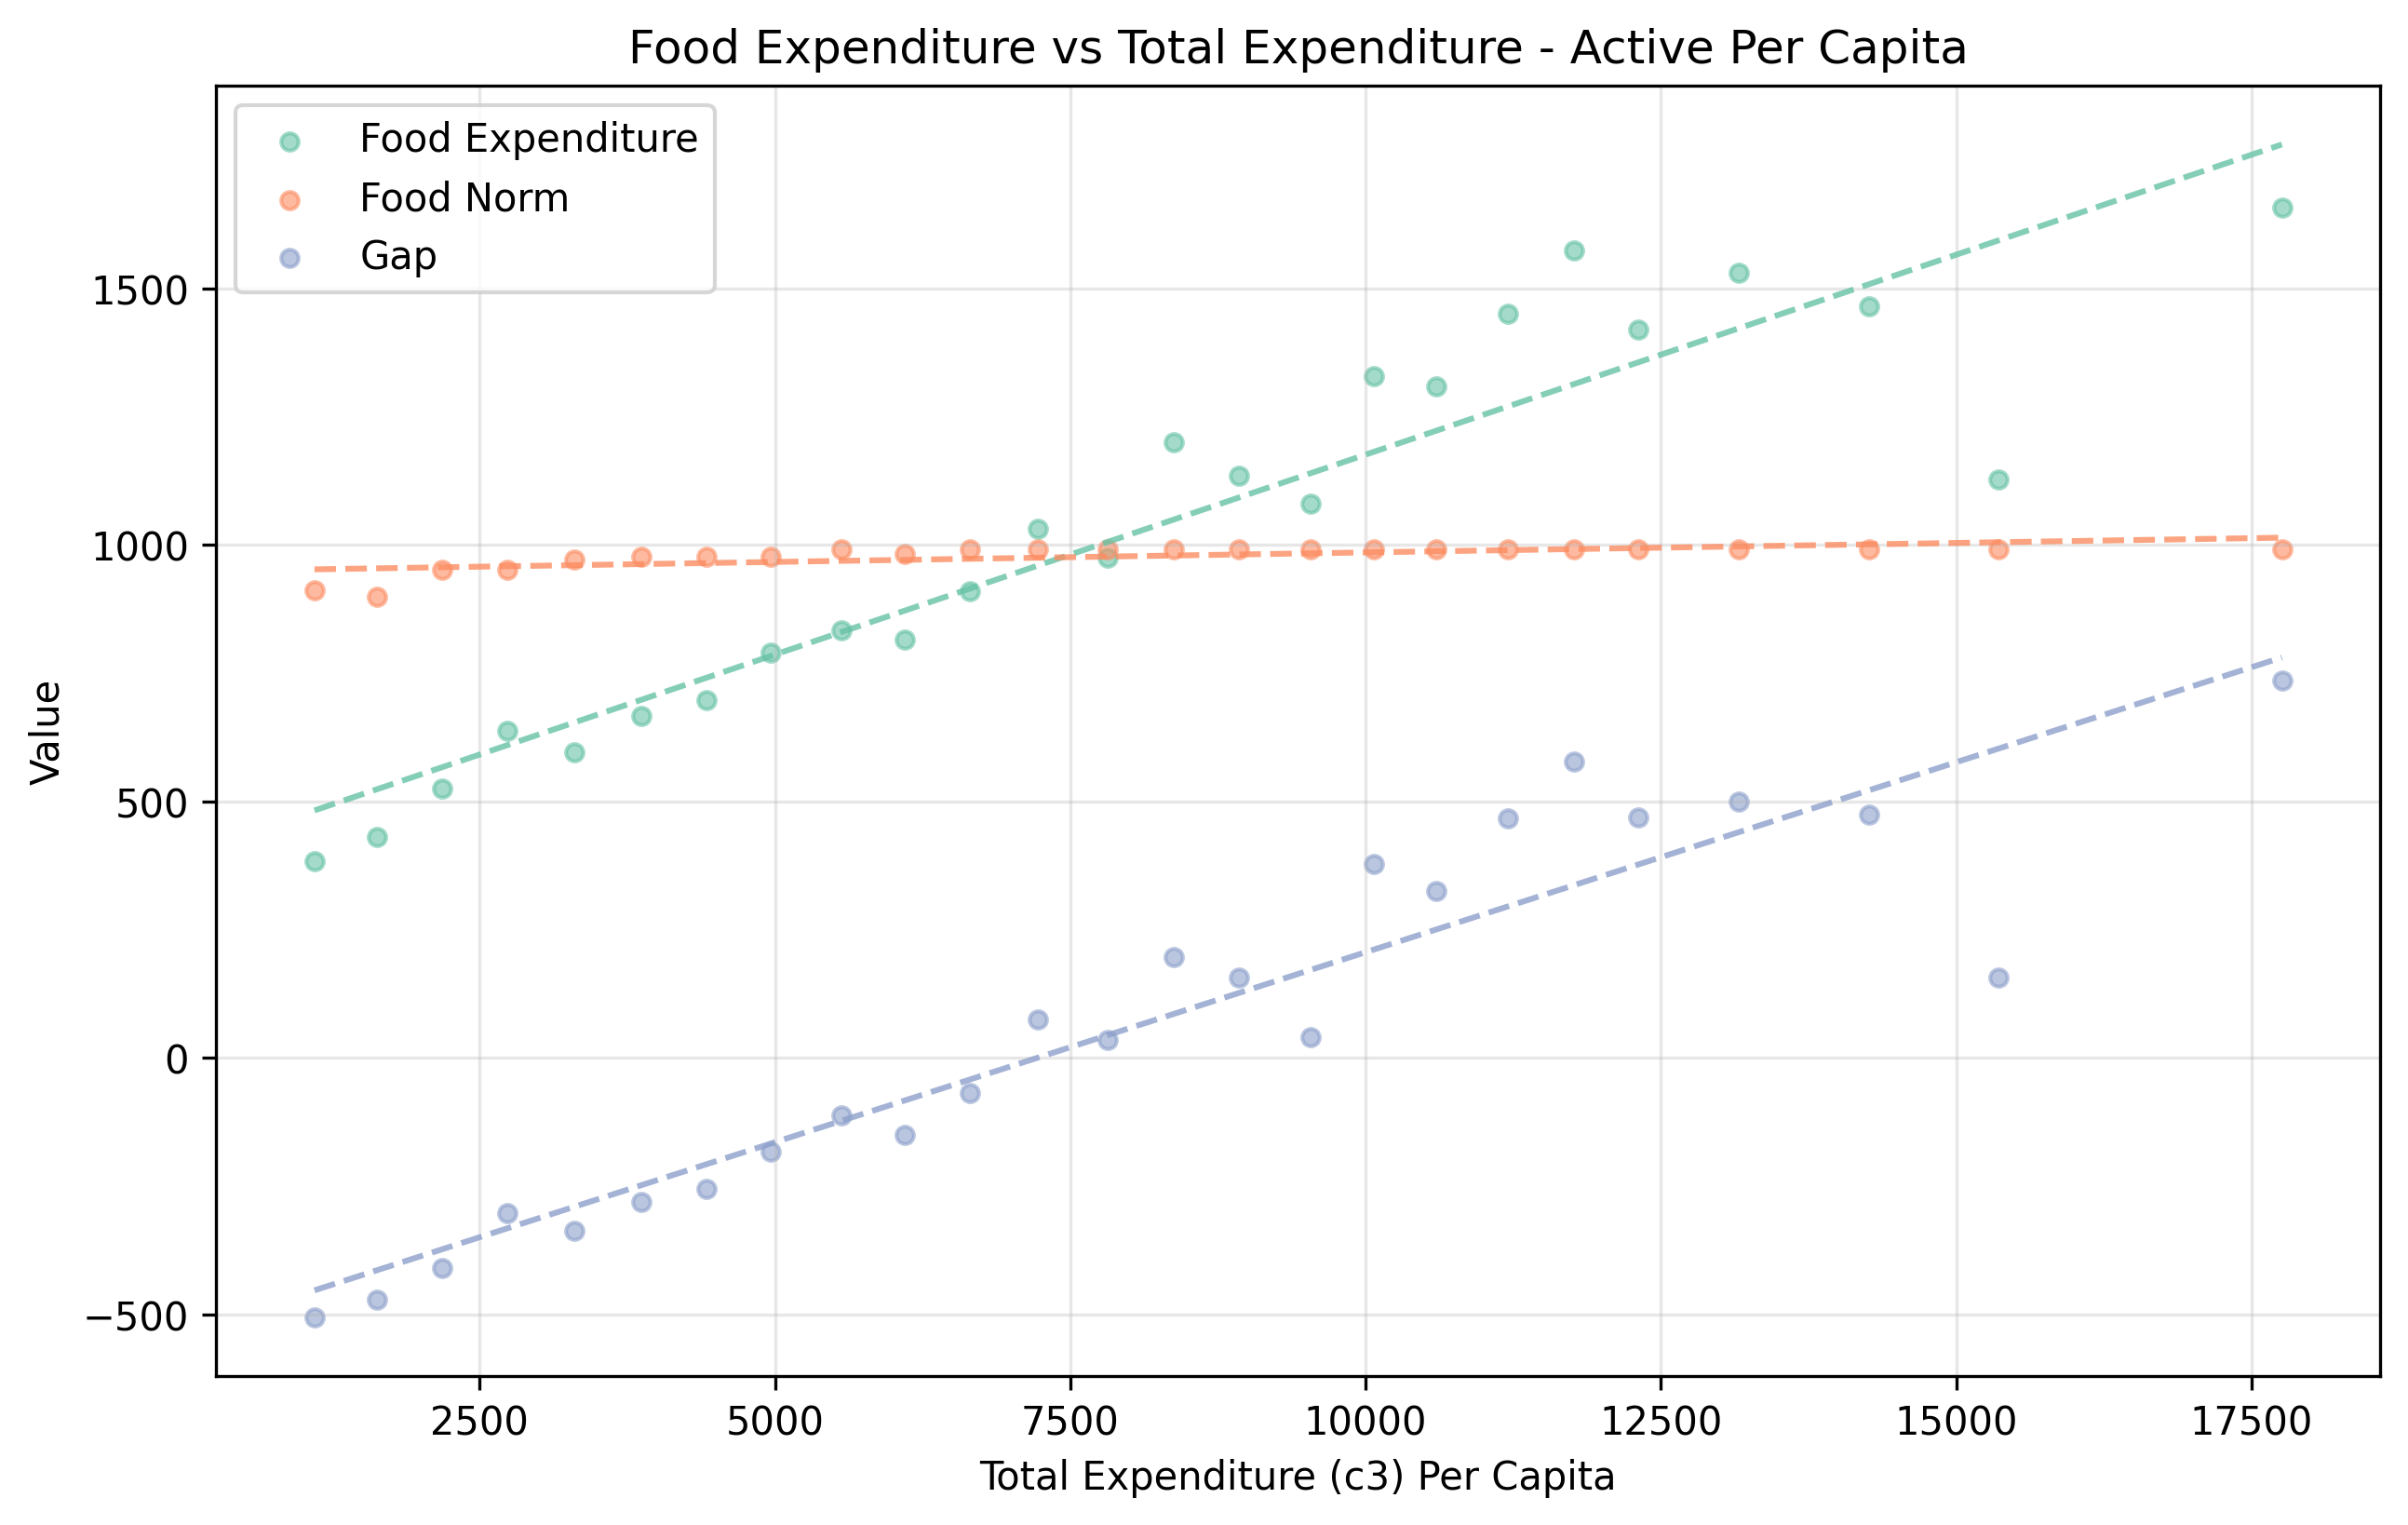 Food Expenditure vs Total Expenditure - Active Per Capita
Food Expenditure
Food Norm
Gap
1500
1000
500
0
−500
Value
2500 5000 7500 10000 12500 15000 17500
Total Expenditure (c3) Per Capita